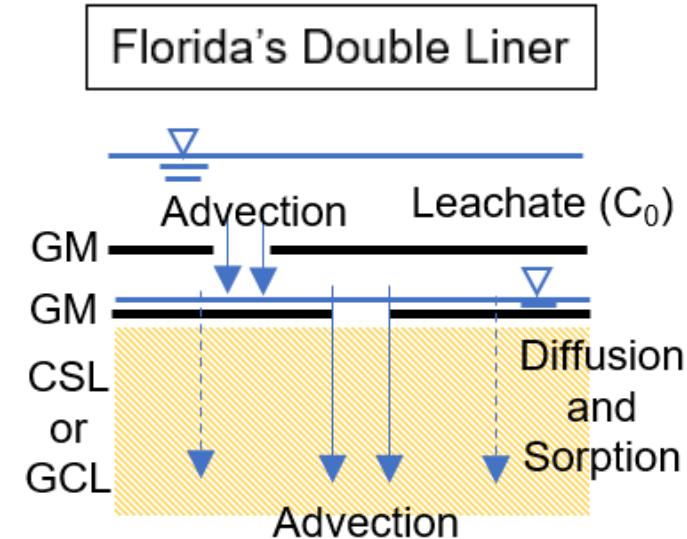 Florida's Double Liner
Advection
Leachate (C₀)
GM
GM
CSL
or
GCL
Diffusion
and
Sorption
Advection